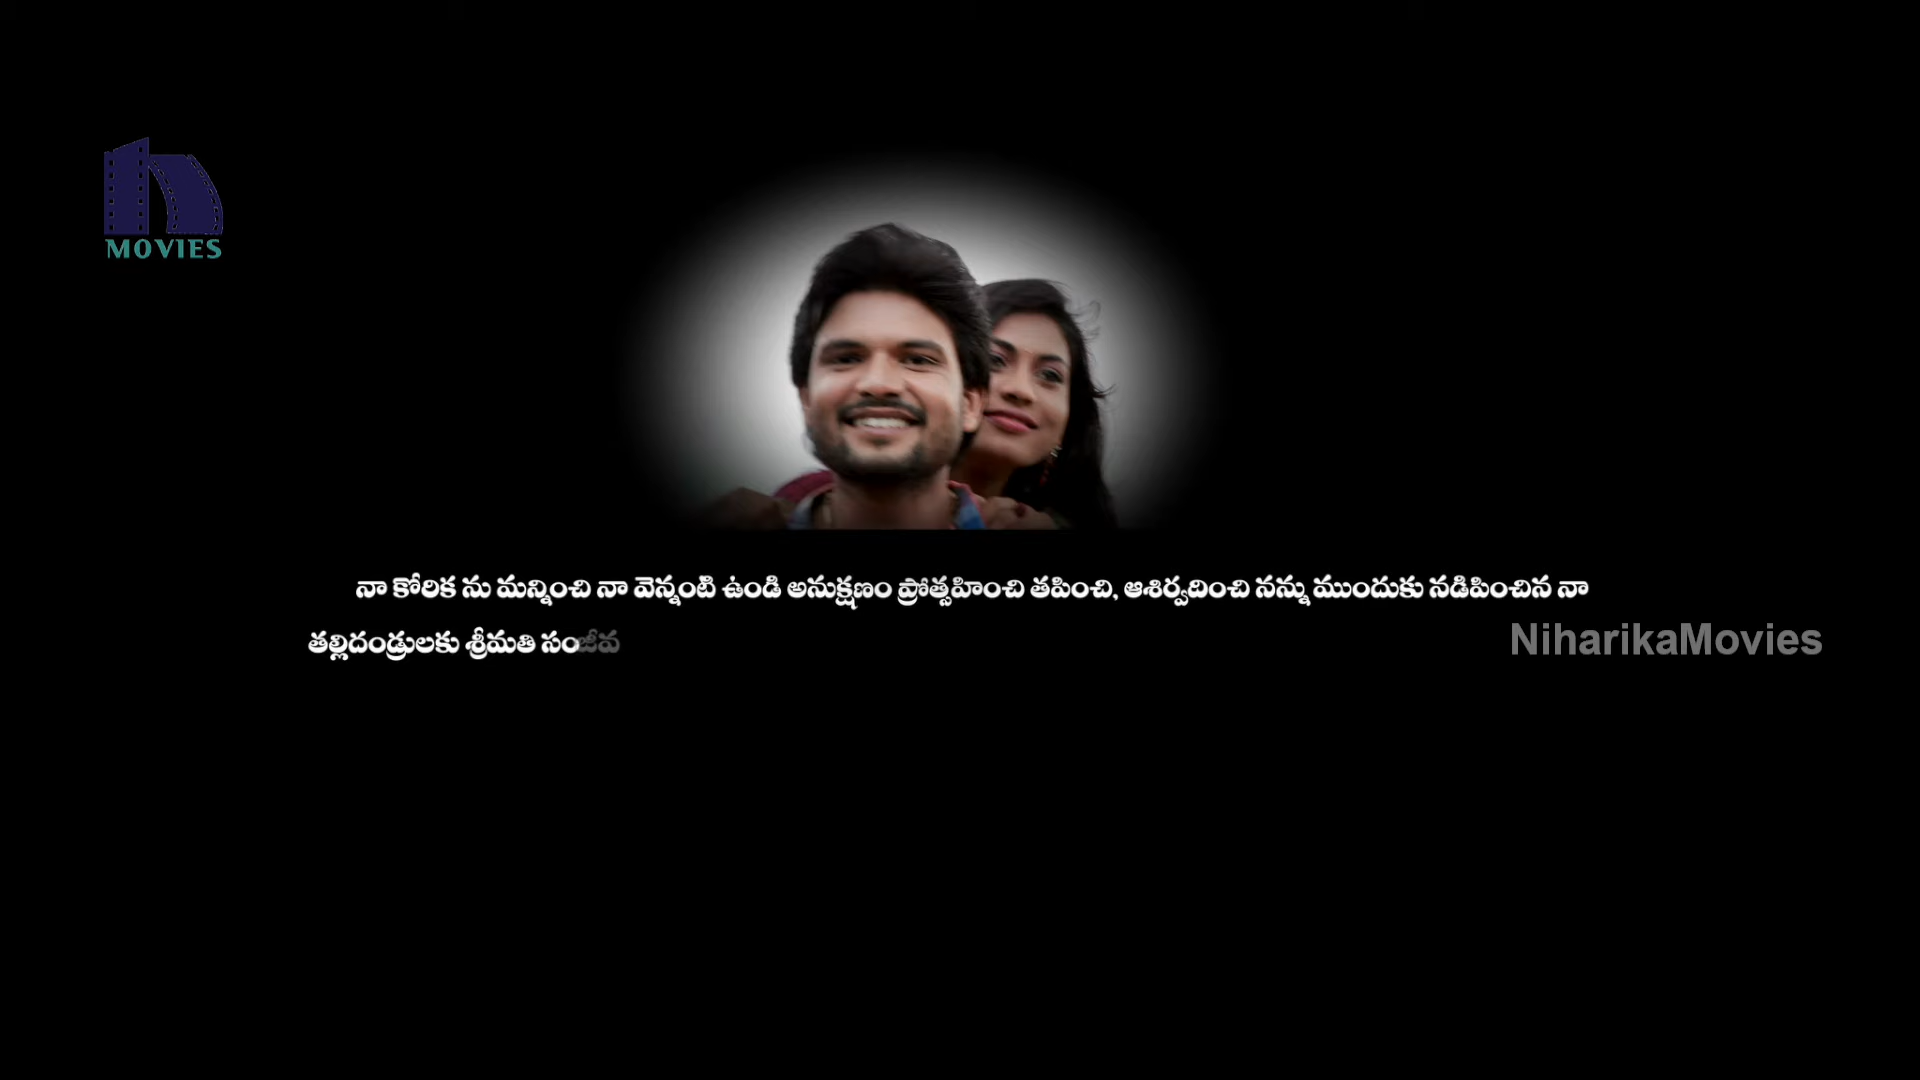 MOVIES
నా కోరిక ను మన్నించి నా వెన్నంటి ఉండి అనుక్షణం ప్రోత్సహించి తపించి, ఆశిర్వదించి నన్ను ముందుకు నడిపించిన నా
తల్లిదండ్రులకు శ్రీమతి సంజీవ
NiharikaMovies